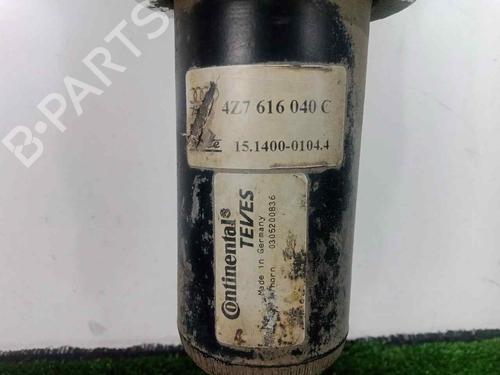 4Z7 616 040 C
15.1400-0104.4
Continental
TEVES
Made in Germany
0305200836
B-PARTS